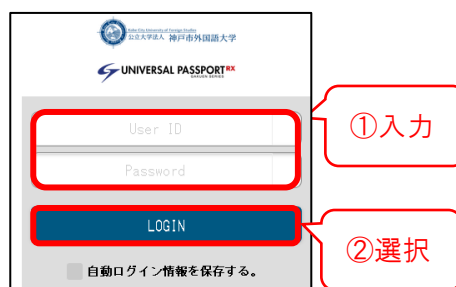 Kobe City University of Foreign Studies
公立大学法人 神戸市外国語大学
UNIVERSAL PASSPORT RX
GAKUEN SERIES
User ID
①入力
Password
LOGIN
②選択
自動ログイン情報を保存する。